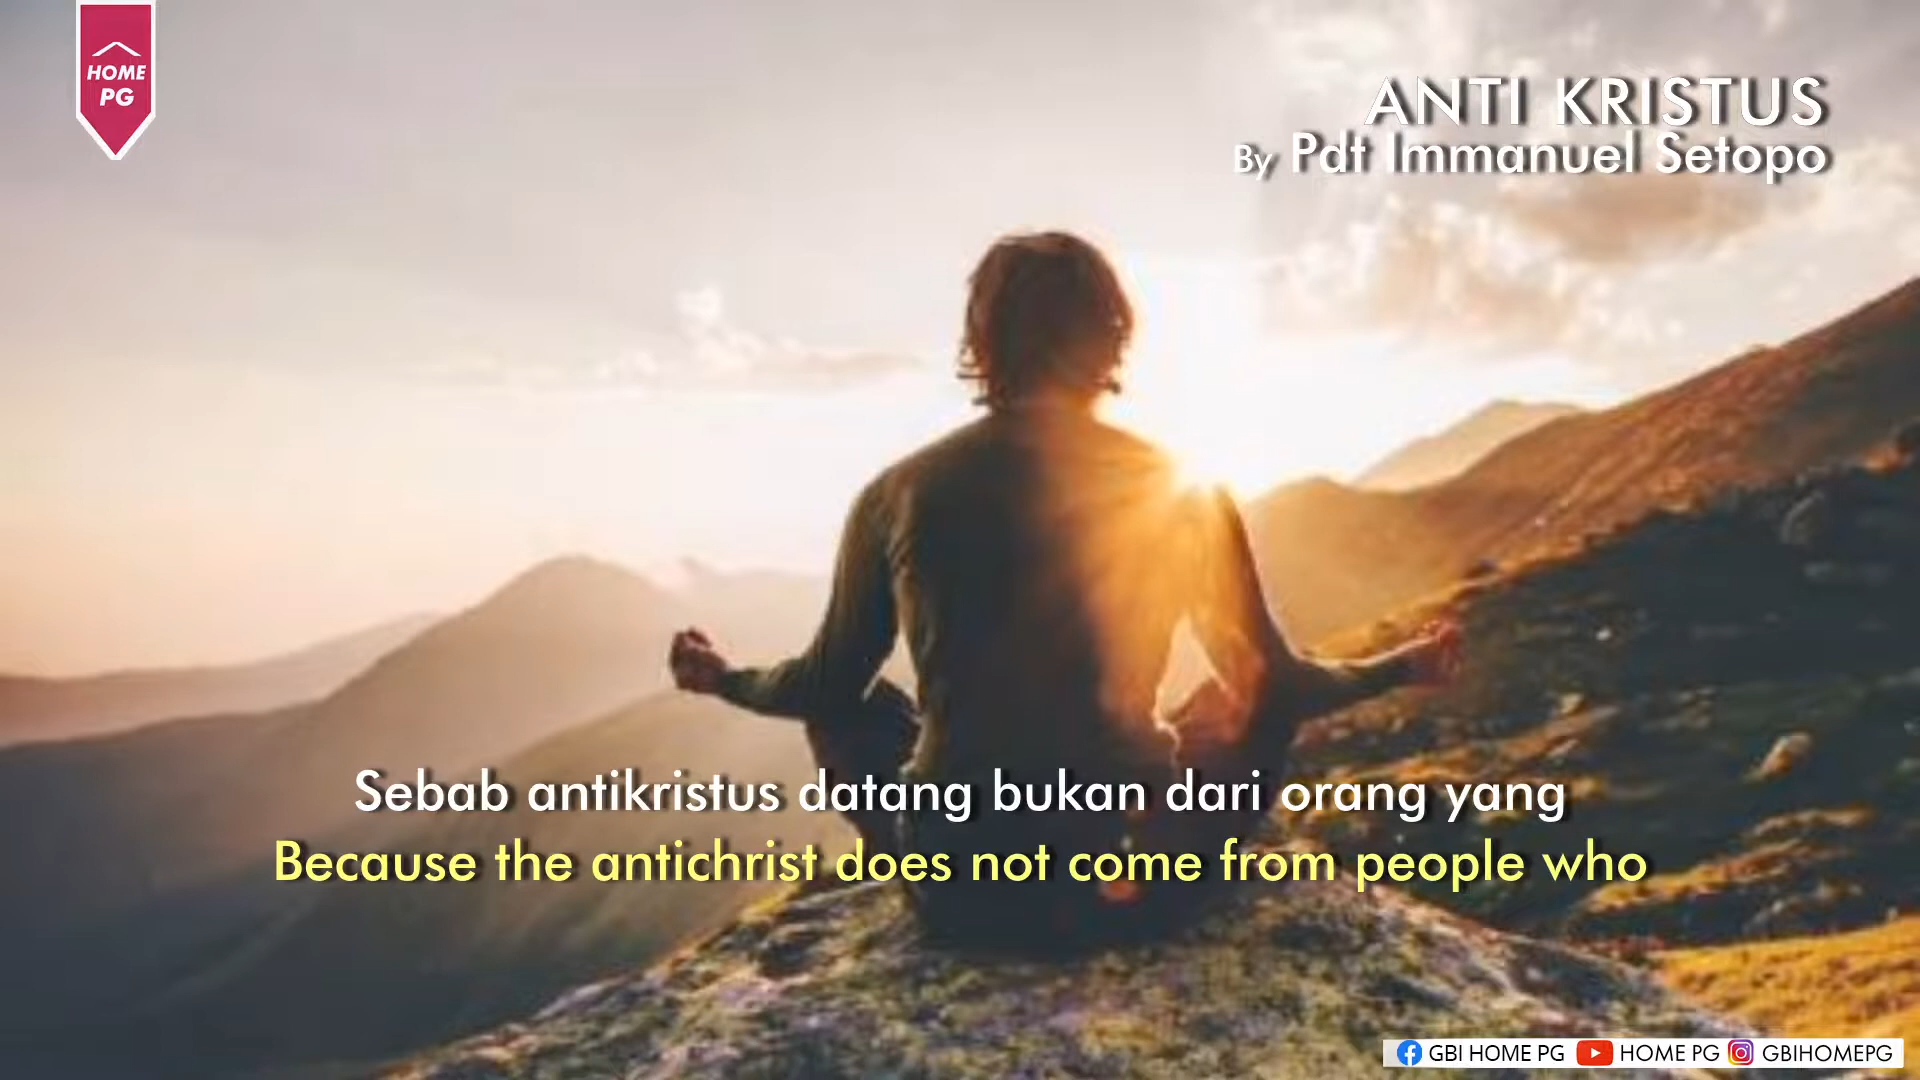 HOME
PG
ANTI KRISTUS
By Pdt Immanuel Setopo
Sebab antikristus datang bukan dari orang yang
Because the antichrist does not come from people who
GBI HOME PG HOME PG GBIHOMEPG